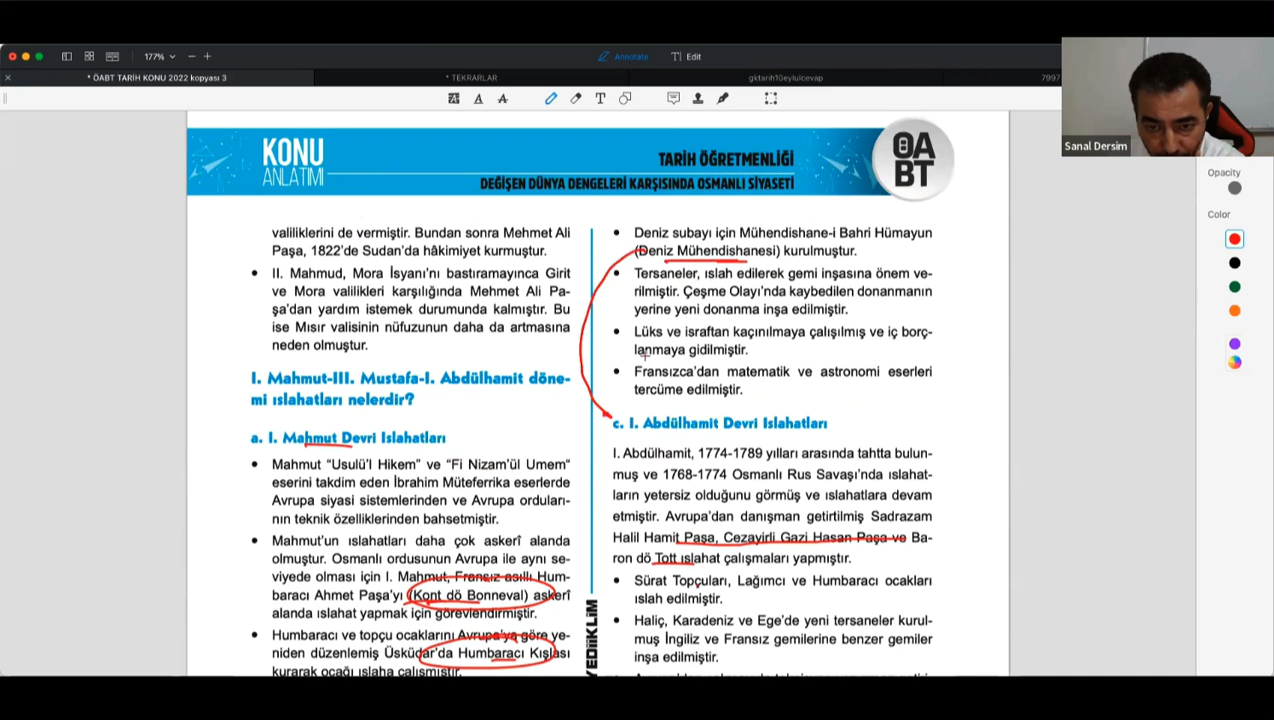 177%
Annotate
Edit
* ÖABT TARİH KONU 2022 kopyası 3
* TEKRARLAR
gktarih10eylulcevap
7997
Sanal Dersim
Opacity
Color
KONU
ANLATIMI
TARİH ÖĞRETMENLİĞİ
DEĞİŞEN DÜNYA DENGELERİ KARŞISINDA OSMANLI SİYASETİ
ÖA
BT
valiliklerini de vermiştir. Bundan sonra Mehmet Ali
Paşa, 1822'de Sudan'da hâkimiyet kurmuştur.
• II. Mahmud, Mora İsyanı'nı bastıramayınca Girit
ve Mora valilikleri karşılığında Mehmet Ali Pa-
şa'dan yardım istemek durumunda kalmıştır. Bu
ise Mısır valisinin nüfuzunun daha da artmasına
neden olmuştur.
I. Mahmut-III. Mustafa-I. Abdülhamit döne-
mi ıslahatları nelerdir?
a. I. Mahmut Devri Islahatları
• Mahmut “Usulü'l Hikem” ve “Fi Nizam'ül Umem“
eserini takdim eden İbrahim Müteferrika eserlerde
Avrupa siyasi sistemlerinden ve Avrupa orduları-
nın teknik özelliklerinden bahsetmiştir.
• Mahmut'un ıslahatları daha çok askerî alanda
olmuştur. Osmanlı ordusunun Avrupa ile aynı se-
viyede olması için I. Mahmut, Fransız asıllı Hum-
baracı Ahmet Paşa'yı (Kont dö Bonneval) askerî
alanda ıslahat yapmak için görevlendirmiştir.
• Humbaracı ve topçu ocaklarını Avrupa'ya göre ye-
niden düzenlemiş Üsküdar'da Humbaracı Kışlası
kurarak ocağı ıslaha çalışmıştır.
• Deniz subayı için Mühendishane-i Bahri Hümayun
(Deniz Mühendishanesi) kurulmuştur.
• Tersaneler, ıslah edilerek gemi inşasına önem ve-
rilmiştir. Çeşme Olayı'nda kaybedilen donanmanın
yerine yeni donanma inşa edilmiştir.
• Lüks ve israftan kaçınılmaya çalışılmış ve iç borç-
lanmaya gidilmiştir.
• Fransızca'dan matematik ve astronomi eserleri
tercüme edilmiştir.
c. I. Abdülhamit Devri Islahatları
I. Abdülhamit, 1774-1789 yılları arasında tahtta bulun-
muş ve 1768-1774 Osmanlı Rus Savaşı'nda ıslahat-
ların yetersiz olduğunu görmüş ve ıslahatlara devam
etmiştir. Avrupa'dan danışman getirtilmiş Sadrazam
Halil Hamit Paşa, Cezayirli Gazi Hasan Paşa ve Ba-
ron dö Tott ıslahat çalışmaları yapmıştır.
• Sürat Topçuları, Lağımcı ve Humbaracı ocakları
ıslah edilmiştir.
• Haliç, Karadeniz ve Ege'de yeni tersaneler kurul-
muş İngiliz ve Fransız gemilerine benzer gemiler
inşa edilmiştir.
YEDİİKLİM